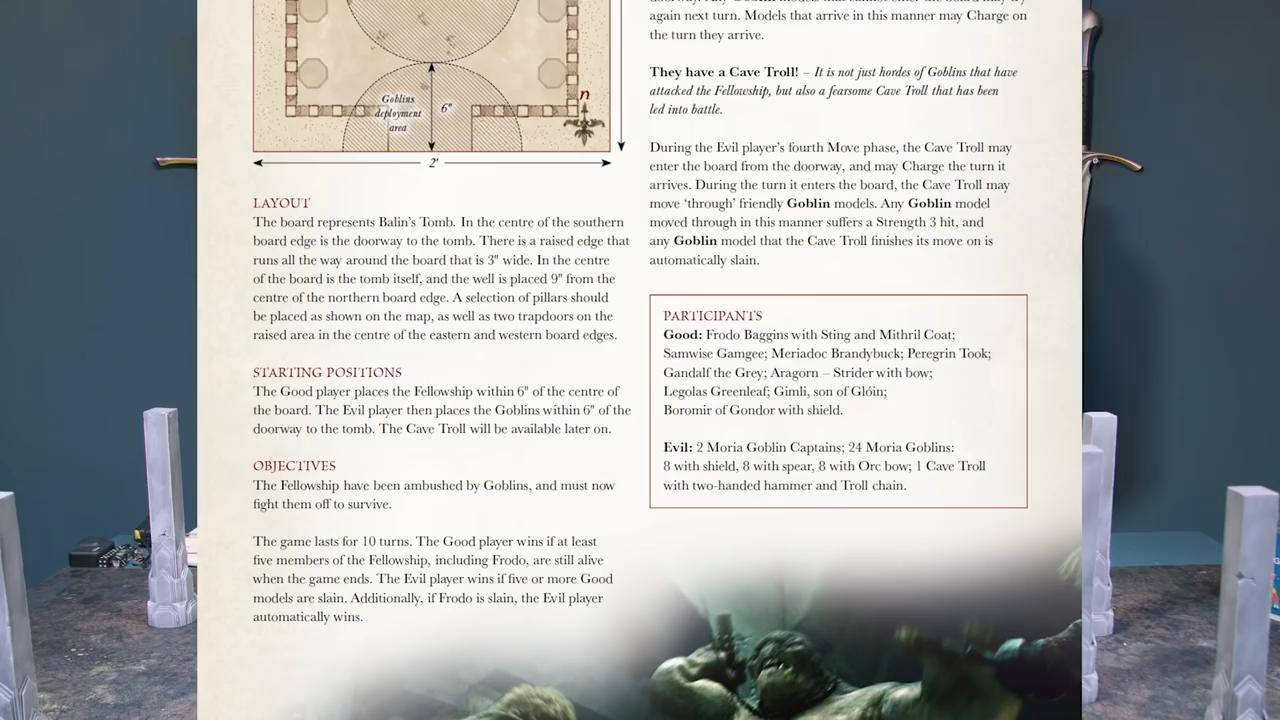 Goblins
deployment
area
6"
n
2'
LAYOUT
The board represents Balin's Tomb. In the centre of the southern
board edge is the doorway to the tomb. There is a raised edge that
runs all the way around the board that is 3" wide. In the centre
of the board is the tomb itself, and the well is placed 9" from the
centre of the northern board edge. A selection of pillars should
be placed as shown on the map, as well as two trapdoors on the
raised area in the centre of the eastern and western board edges.
STARTING POSITIONS
The Good player places the Fellowship within 6" of the centre of
the board. The Evil player then places the Goblins within 6" of the
doorway to the tomb. The Cave Troll will be available later on.
OBJECTIVES
The Fellowship have been ambushed by Goblins, and must now
fight them off to survive.
The game lasts for 10 turns. The Good player wins if at least
five members of the Fellowship, including Frodo, are still alive
when the game ends. The Evil player wins if five or more Good
models are slain. Additionally, if Frodo is slain, the Evil player
automatically wins.
again next turn. Models that arrive in this manner may Charge on
the turn they arrive.
They have a Cave Troll! – It is not just hordes of Goblins that have
attacked the Fellowship, but also a fearsome Cave Troll that has been
led into battle.
During the Evil player's fourth Move phase, the Cave Troll may
enter the board from the doorway, and may Charge the turn it
arrives. During the turn it enters the board, the Cave Troll may
move 'through' friendly Goblin models. Any Goblin model
moved through in this manner suffers a Strength 3 hit, and
any Goblin model that the Cave Troll finishes its move on is
automatically slain.
PARTICIPANTS
Good: Frodo Baggins with Sting and Mithril Coat;
Samwise Gamgee; Meriadoc Brandybuck; Peregrin Took;
Gandalf the Grey; Aragorn – Strider with bow;
Legolas Greenleaf; Gimli, son of Glóin;
Boromir of Gondor with shield.
Evil: 2 Moria Goblin Captains; 24 Moria Goblins:
8 with shield, 8 with spear, 8 with Orc bow; 1 Cave Troll
with two-handed hammer and Troll chain.